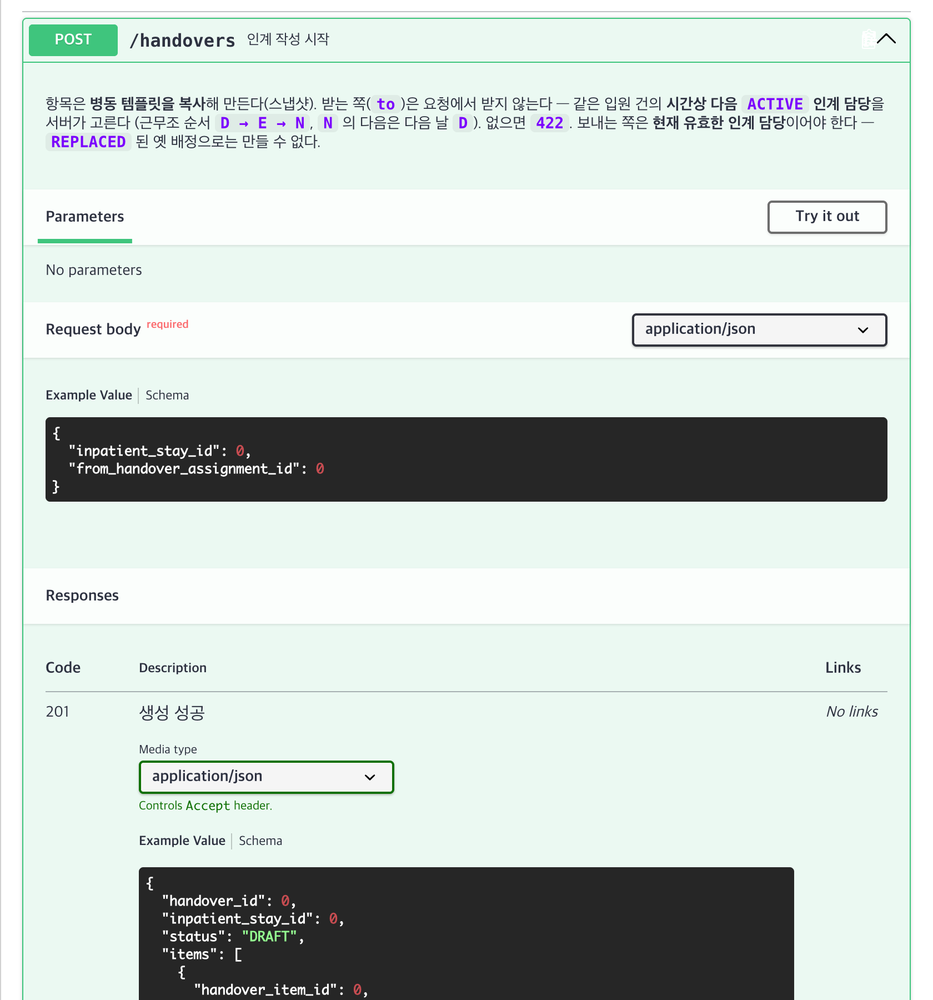 POST /handovers 인계 작성 시작
항목은 병동 템플릿을 복사해 만든다(스냅샷). 받는 쪽(to)은 요청에서 받지 않는다 — 같은 입원 건의 시간상 다음 ACTIVE 인계 담당을
서버가 고른다 (근무조 순서 D → E → N, N 의 다음은 다음 날 D). 없으면 422. 보내는 쪽은 현재 유효한 인계 담당이어야 한다 —
REPLACED 된 옛 배정으로는 만들 수 없다.
Parameters
Try it out
No parameters
Request body required
application/json
Example Value Schema
{
"inpatient_stay_id": 0,
"from_handover_assignment_id": 0
}
Responses
Code Description Links
201 생성 성공 No links
Media type
application/json
Controls Accept header.
Example Value Schema
{
"handover_id": 0,
"inpatient_stay_id": 0,
"status": "DRAFT",
"items": [
{
"handover_item_id": 0,